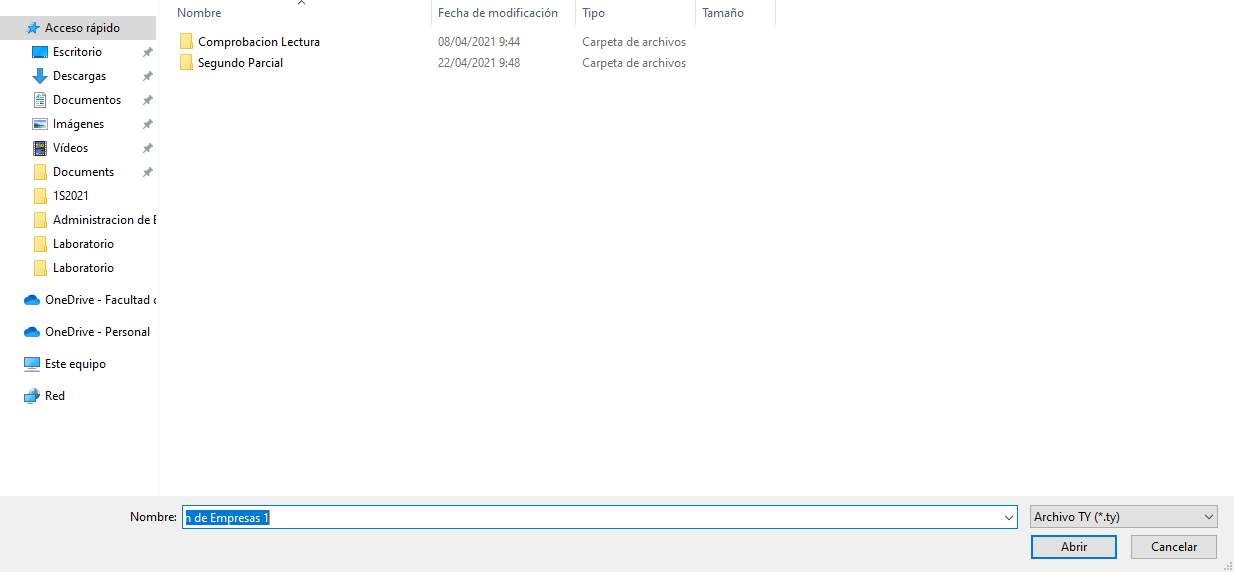 Nombre Fecha de modificación Tipo Tamaño
Comprobacion Lectura 08/04/2021 9:44 Carpeta de archivos
Segundo Parcial 22/04/2021 9:48 Carpeta de archivos
Acceso rápido
Escritorio
Descargas
Documentos
Imágenes
Vídeos
Documents
1S2021
Administracion de E
Laboratorio
Laboratorio
OneDrive - Facultad
OneDrive - Personal
Este equipo
Red
Nombre: n de Empresas 1 Archivo TY (*.ty)
Abrir Cancelar